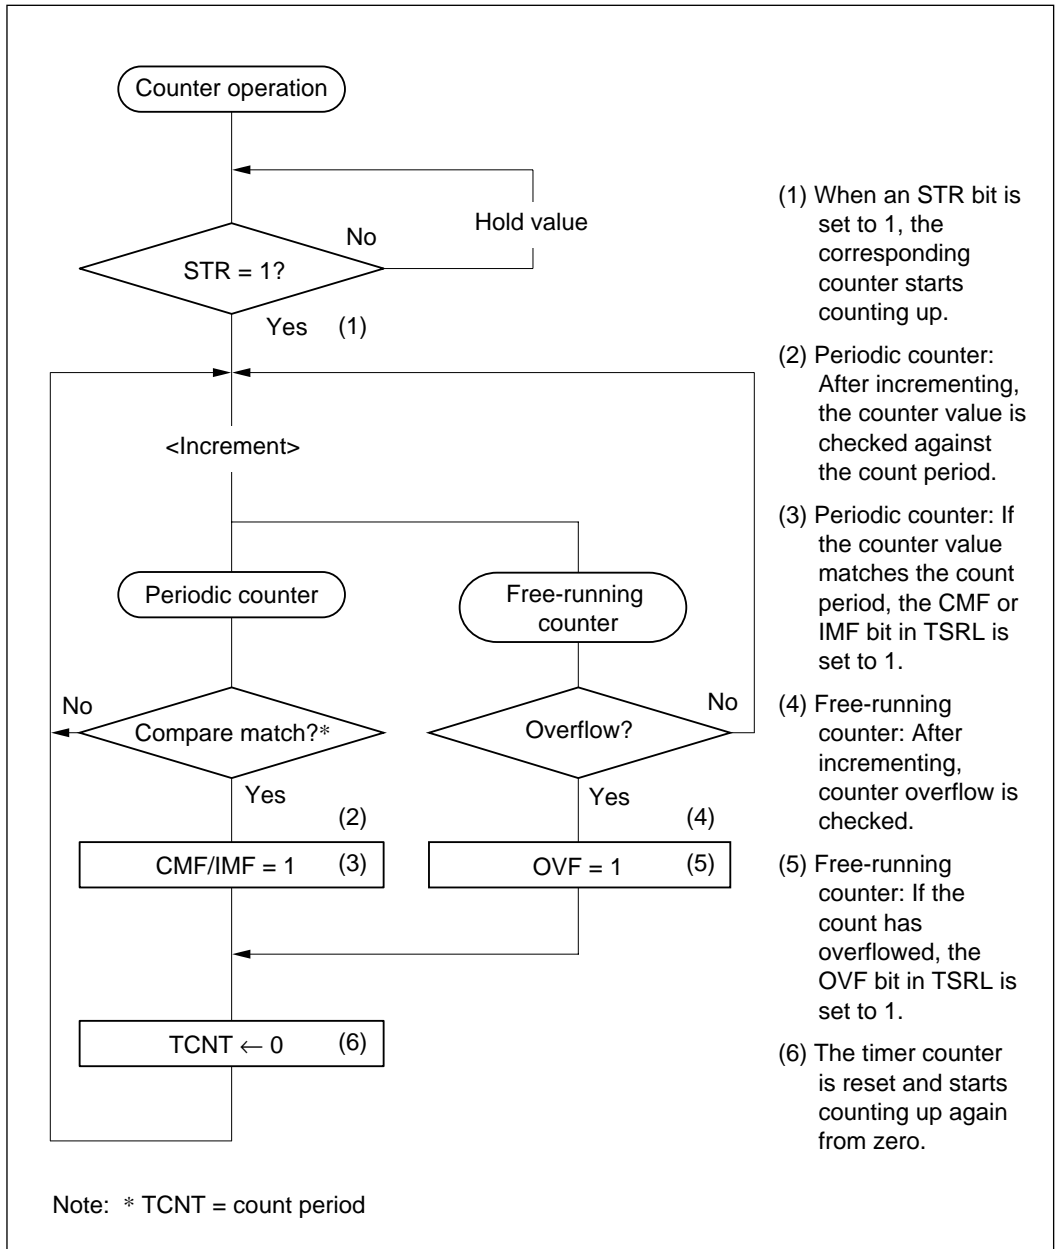 Counter operation
Hold value
No
STR = 1?
Yes (1)
<Increment>
Periodic counter
Free-running
counter
No
Compare match?*
Overflow?
No
Yes
Yes
(2)
(4)
CMF/IMF = 1 (3)
OVF = 1 (5)
TCNT ← 0 (6)
(1) When an STR bit is
set to 1, the
corresponding
counter starts
counting up.
(2) Periodic counter:
After incrementing,
the counter value is
checked against
the count period.
(3) Periodic counter: If
the counter value
matches the count
period, the CMF or
IMF bit in TSRL is
set to 1.
(4) Free-running
counter: After
incrementing,
counter overflow is
checked.
(5) Free-running
counter: If the
count has
overflowed, the
OVF bit in TSRL is
set to 1.
(6) The timer counter
is reset and starts
counting up again
from zero.
Note: * TCNT = count period